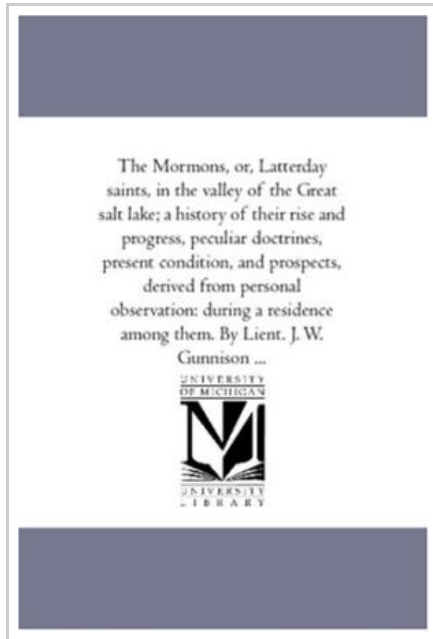 The Mormons, or, Latterday
saints, in the valley of the Great
salt lake; a history of their rise and
progress, peculiar doctrines,
present condition, and prospects,
derived from personal
observation: during a residence
among them. By Lient. J. W.
Gunnison ...
UNIVERSITY
OF MICHIGAN
UNIVERSITY
LIBRARY